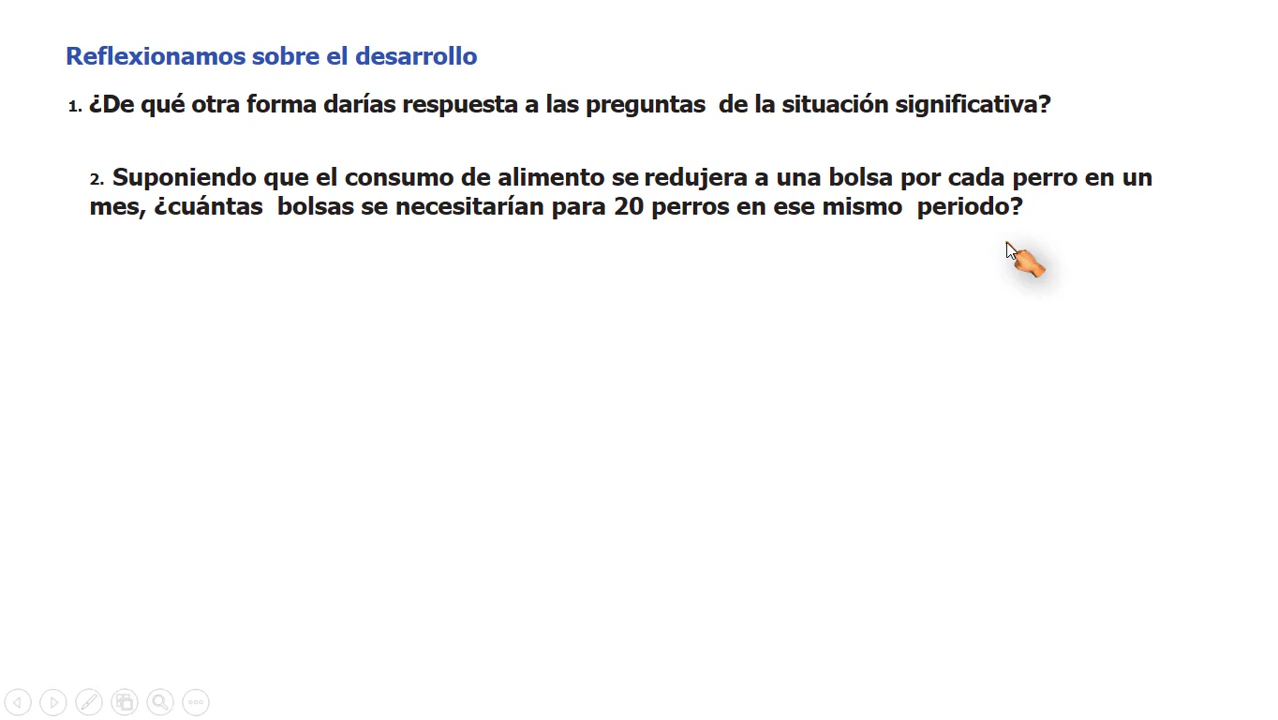 Reflexionamos sobre el desarrollo
1. ¿De qué otra forma darías respuesta a las preguntas de la situación significativa?
2. Suponiendo que el consumo de alimento se redujera a una bolsa por cada perro en un
mes, ¿cuántas bolsas se necesitarían para 20 perros en ese mismo periodo?